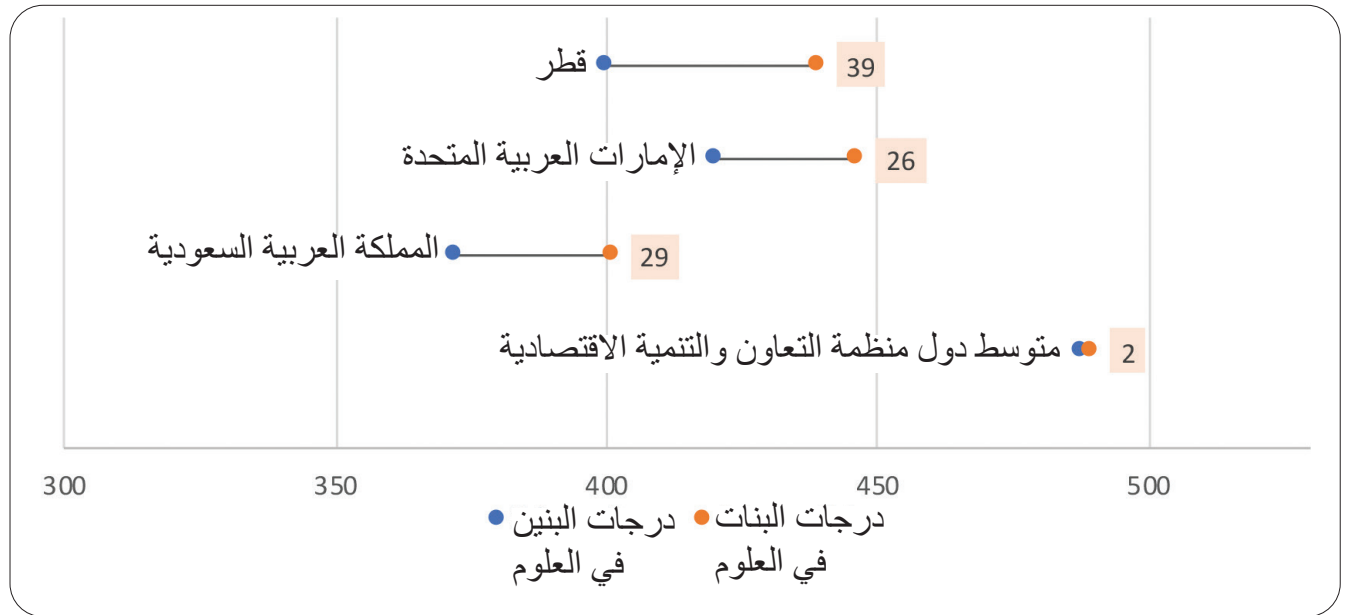 قطر
39
الإمارات العربية المتحدة
26
المملكة العربية السعودية
29
متوسط دول منظمة التعاون والتنمية الاقتصادية
2
300 350 400 450 500
درجات البنات في العلوم
درجات البنين في العلوم